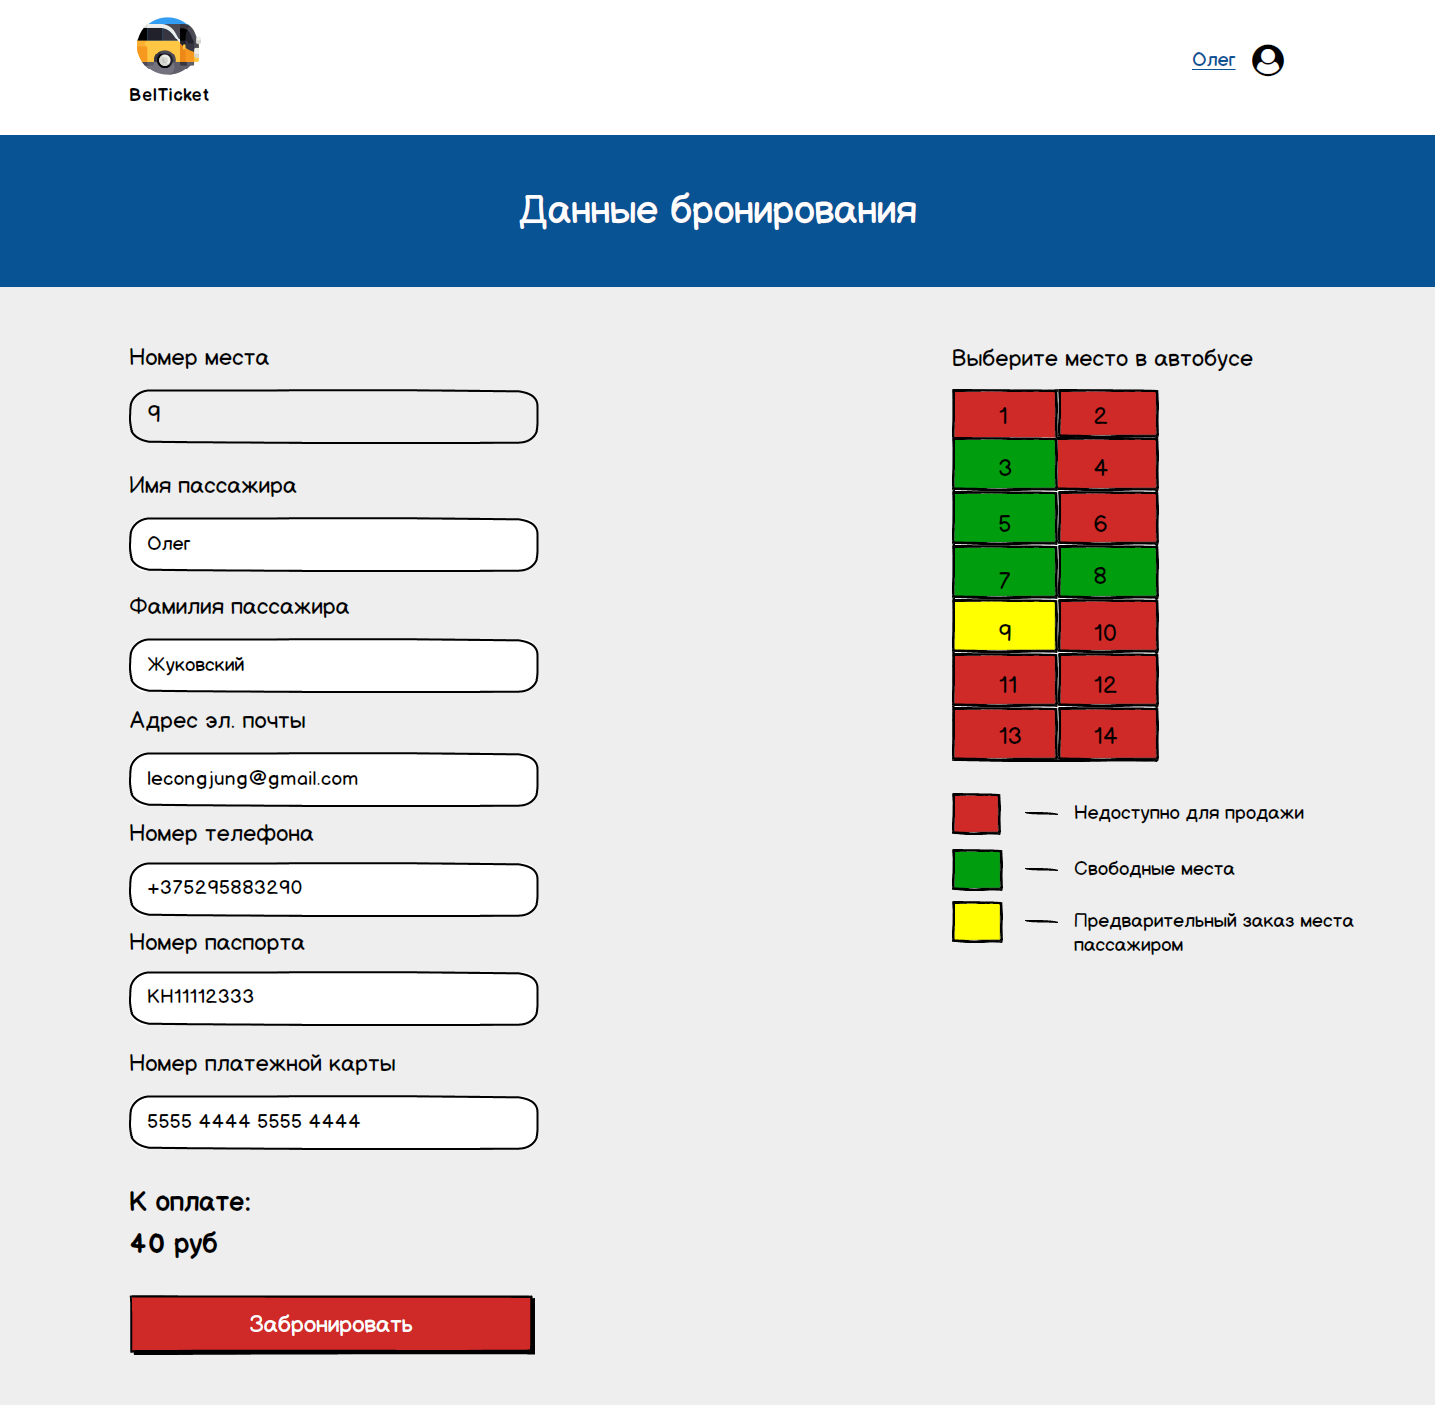 BelTicket
Олег
Данные бронирования
Номер места
9
Имя пассажира
Олег
Фамилия пассажира
Жуковский
Адрес эл. почты
lecongjung@gmail.com
Номер телефона
+375295883290
Номер паспорта
КН11112333
Номер платежной карты
5555 4444 5555 4444
К оплате:
40 руб
Забронировать
Выберите место в автобусе
1 2
3 4
5 6
7 8
9 10
11 12
13 14
Недоступно для продажи
Свободные места
Предварительный заказ места
пассажиром